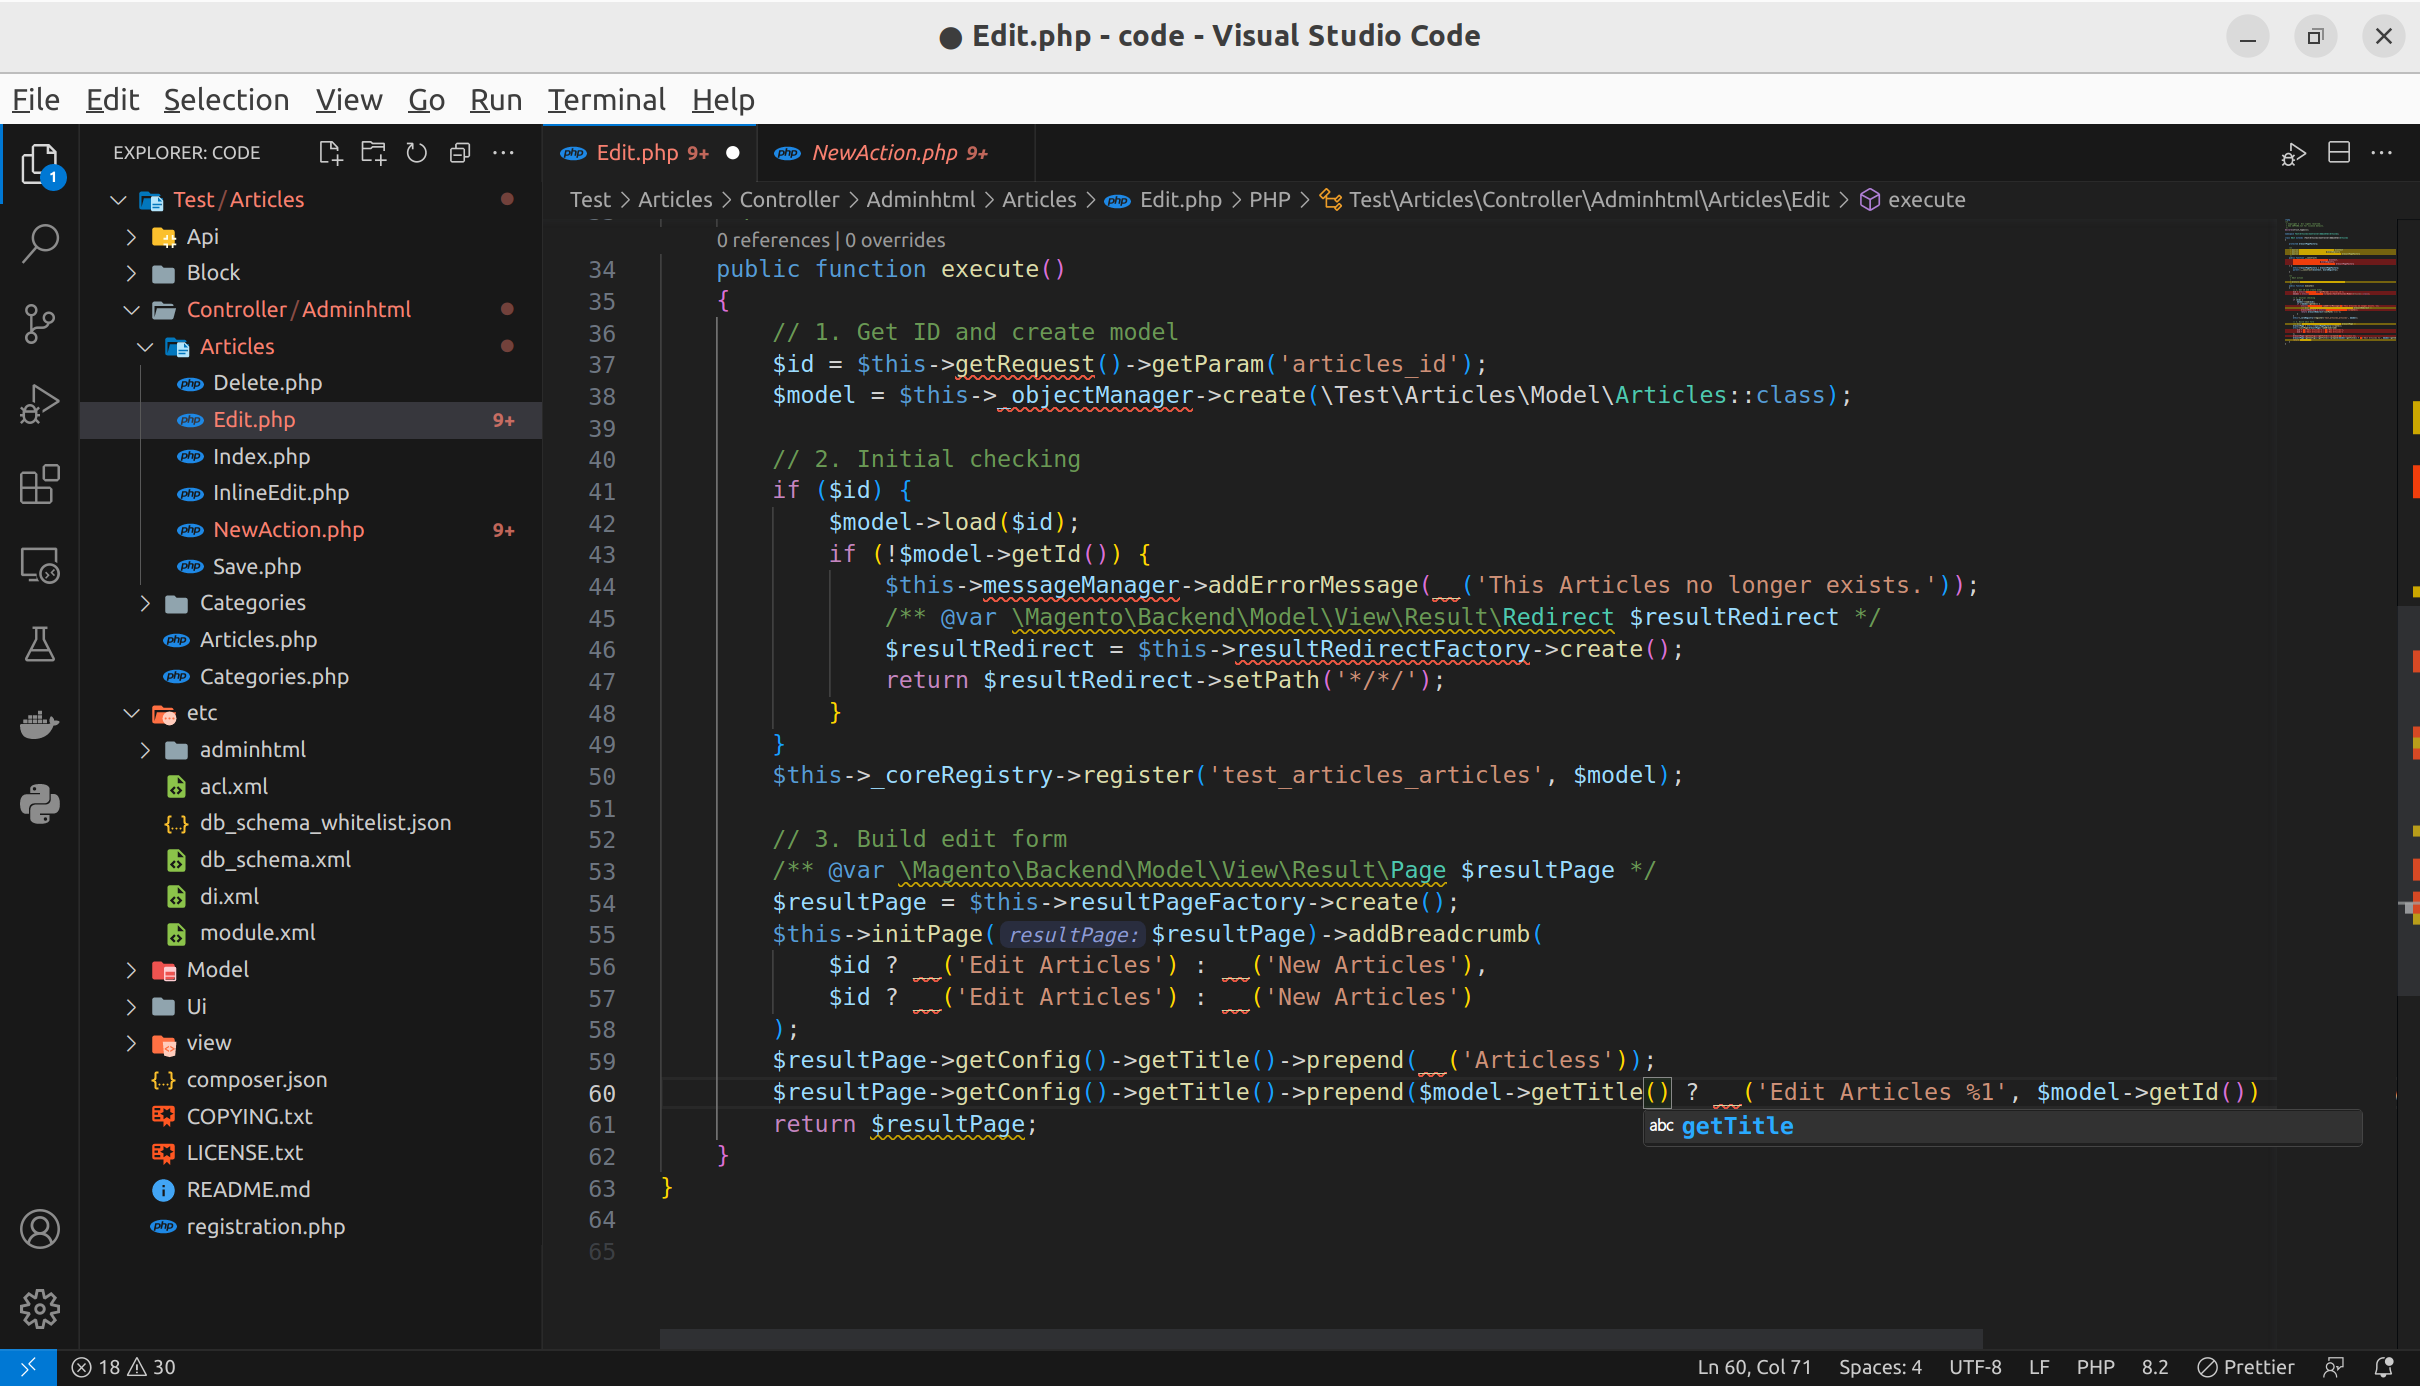 ● Edit.php - code - Visual Studio Code
File Edit Selection View Go Run Terminal Help
EXPLORER: CODE
1
Test / Articles
Api
Block
Controller / Adminhtml
Articles
Delete.php
Edit.php 9+
Index.php
InlineEdit.php
NewAction.php 9+
Save.php
Categories
Articles.php
Categories.php
etc
adminhtml
acl.xml
db_schema_whitelist.json
db_schema.xml
di.xml
module.xml
Model
Ui
view
composer.json
COPYING.txt
LICENSE.txt
README.md
registration.php
Edit.php 9+ ● NewAction.php 9+
Test > Articles > Controller > Adminhtml > Articles > Edit.php > PHP > Test\Articles\Controller\Adminhtml\Articles\Edit > execute
0 references | 0 overrides
34 public function execute()
35 {
36 // 1. Get ID and create model
37 $id = $this->getRequest()->getParam('articles_id');
38 $model = $this->_objectManager->create(\Test\Articles\Model\Articles::class);
39
40 // 2. Initial checking
41 if ($id) {
42 $model->load($id);
43 if (!$model->getId()) {
44 $this->messageManager->addErrorMessage(__('This Articles no longer exists.'));
45 /** @var \Magento\Backend\Model\View\Result\Redirect $resultRedirect */
46 $resultRedirect = $this->resultRedirectFactory->create();
47 return $resultRedirect->setPath('*/*/');
48 }
49 }
50 $this->_coreRegistry->register('test_articles_articles', $model);
51
52 // 3. Build edit form
53 /** @var \Magento\Backend\Model\View\Result\Page $resultPage */
54 $resultPage = $this->resultPageFactory->create();
55 $this->initPage( resultPage: $resultPage)->addBreadcrumb(
56 $id ? __('Edit Articles') : __('New Articles'),
57 $id ? __('Edit Articles') : __('New Articles')
58 );
59 $resultPage->getConfig()->getTitle()->prepend(__('Articless'));
60 $resultPage->getConfig()->getTitle()->prepend($model->getTitle() ? __('Edit Articles %1', $model->getId())
abc getTitle
61 return $resultPage;
62 }
63 }
64
65
18 30 Ln 60, Col 71 Spaces: 4 UTF-8 LF PHP 8.2 Prettier